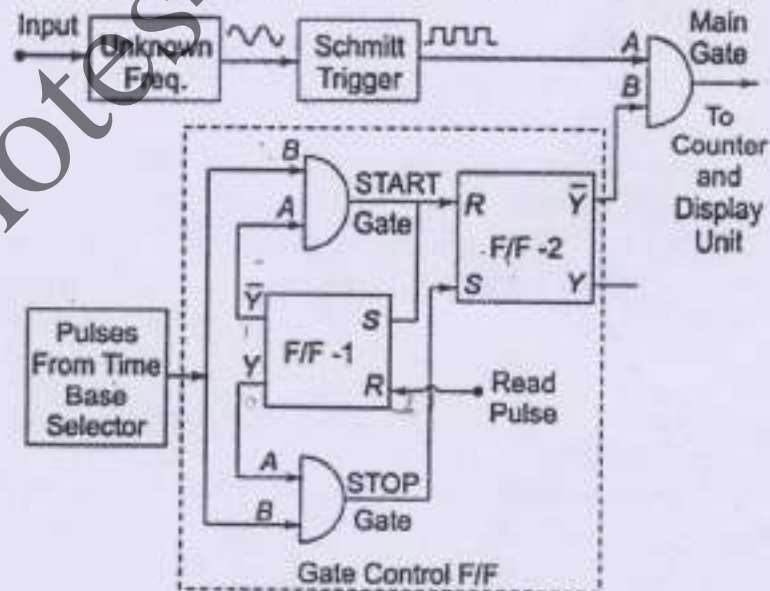 Input
Unknown
Freq.
Schmitt
Trigger
A
B
Main
Gate
To
Counter
and
Display
Unit
B
A
START
Gate
R
S
Y̅
Y
F/F -2
Y̅
Y
F/F -1
S
R
Read
Pulse
Pulses
From Time
Base
Selector
A
B
STOP
Gate
Gate Control F/F
otes